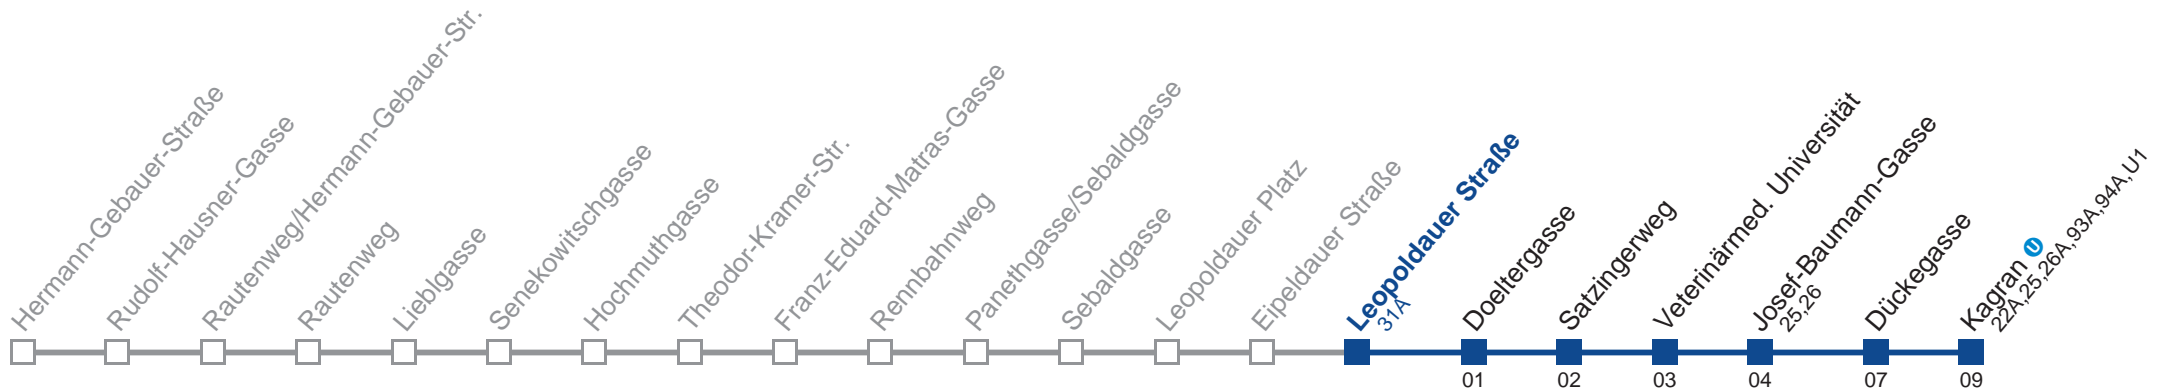 Hermann-Gebauer-Straße
Rudolf-Hausner-Gasse
Rautenweg/Hermann-Gebauer-Str.
Rautenweg
Lieblgasse
Senekowitschgasse
Hochmuthgasse
Theodor-Kramer-Str.
Franz-Eduard-Matras-Gasse
Rennbahnweg
Panethgasse/Sebaldgasse
Sebaldgasse
Leopoldauer Platz
Eipeldauer Straße
Leopoldauer Straße
31A
Doeltergasse
Satzingerweg
Veterinärmed. Universität
Josef-Baumann-Gasse
25,26
Dückegasse
Kagran U
22A,25,26A,93A,94A,U1
01
02
03
04
07
09